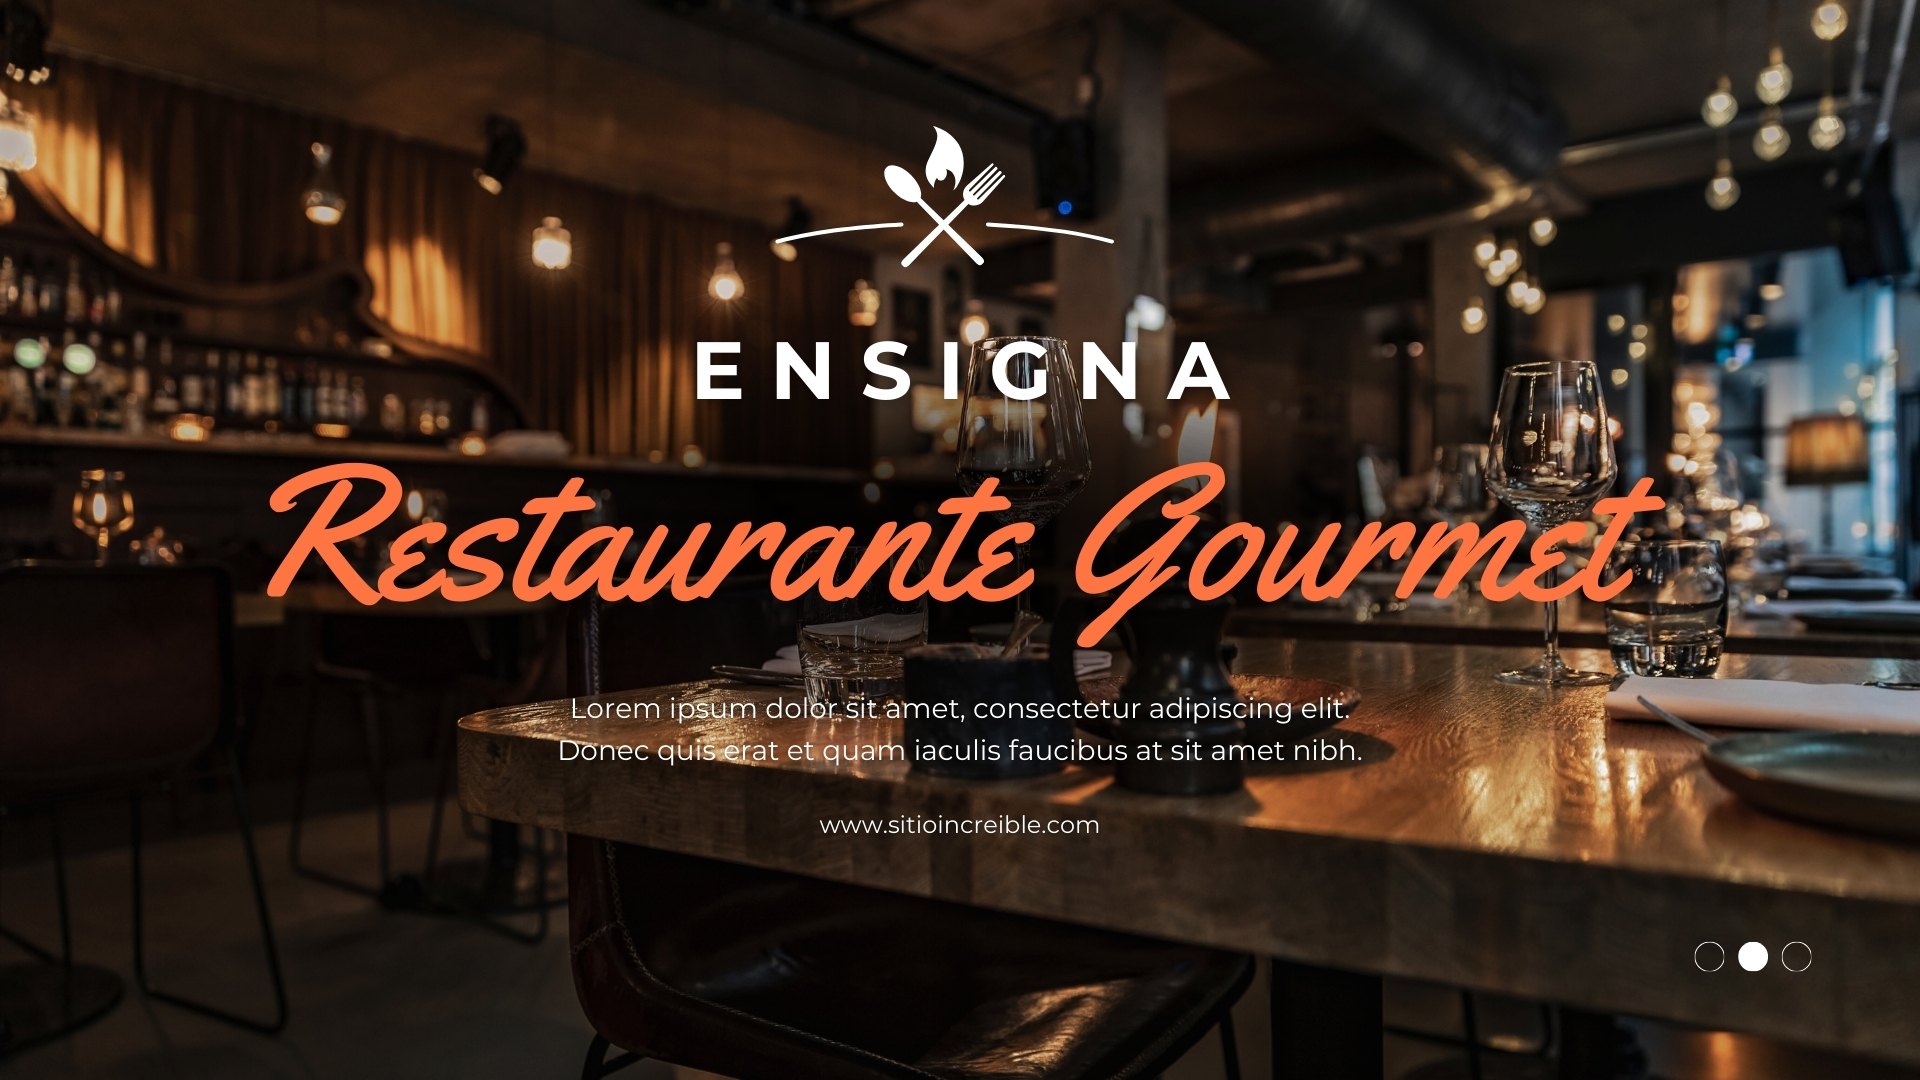 ENSIGNA
Restaurante Gourmet
Lorem ipsum dolor sit amet, consectetur adipiscing elit.
Donec quis erat et quam iaculis faucibus at sit amet nibh.
www.sitioincreible.com